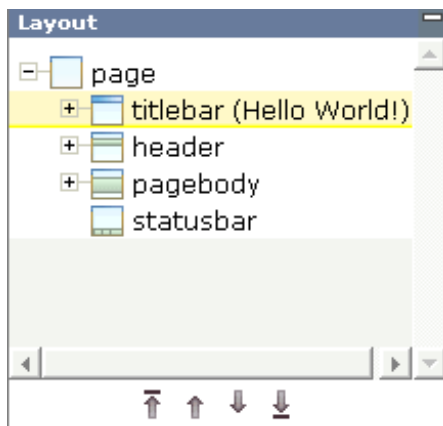 Layout
page
titlebar (Hello World!)
header
pagebody
statusbar